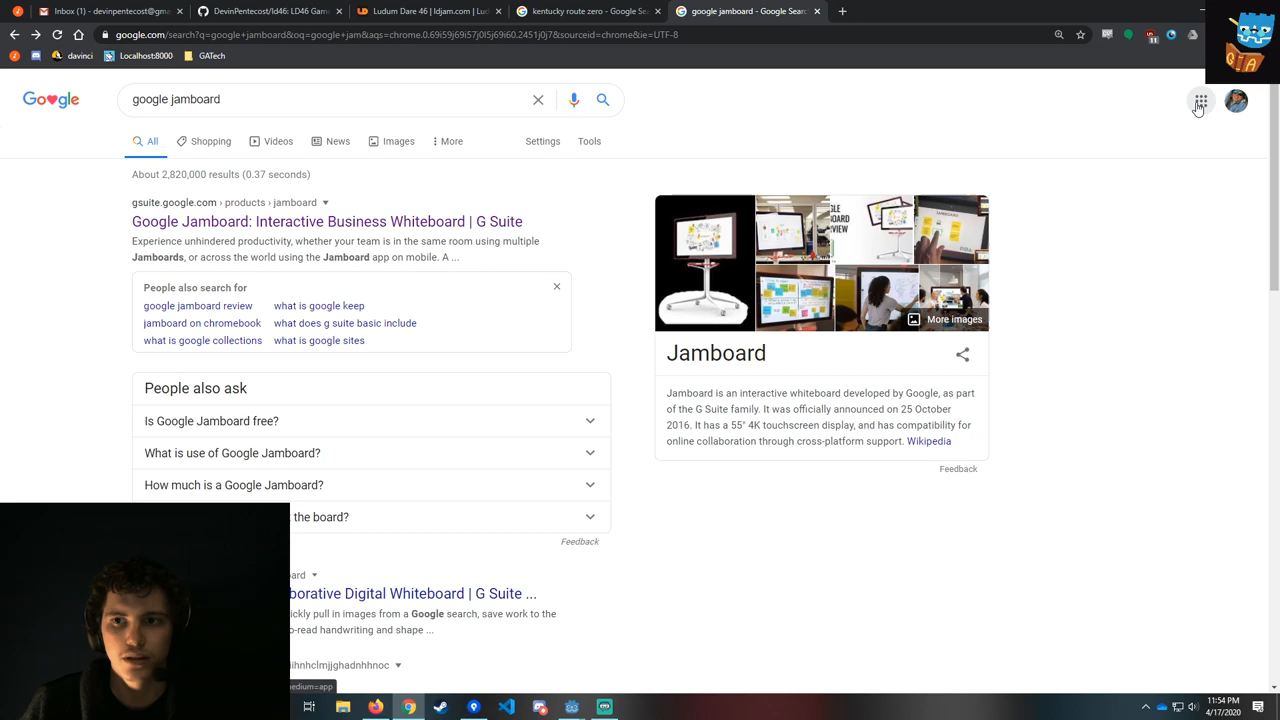 Inbox (1) - devinpentecost@gm
DevinPentecost/ld46: LD46 Game
Ludum Dare 46 | ldjam.com | Luc
kentucky route zero - Google Sea
google jamboard - Google Search
google.com/search?q=google+jamboard&oq=google+jam&aqs=chrome.0.69i59j69i57j0l5j69i60.2451j0j7&sourceid=chrome&ie=UTF-8
11
davinci
Localhost8000
GATech
GA
Google
google jamboard
All
Shopping
Videos
News
Images
More
Settings
Tools
About 2,820,000 results (0.37 seconds)
gsuite.google.com › products › jamboard
Google Jamboard: Interactive Business Whiteboard | G Suite
Experience unhindered productivity, whether your team is in the same room using multiple
Jamboards, or across the world using the Jamboard app on mobile. A ...
People also search for
google jamboard review
what is google keep
jamboard on chromebook
what does g suite basic include
what is google collections
what is google sites
People also ask
Is Google Jamboard free?
What is use of Google Jamboard?
How much is a Google Jamboard?
the board?
Feedback
ard
borative Digital Whiteboard | G Suite ...
ickly pull in images from a Google search, save work to the
o-read handwriting and shape ...
iihnhclmjjghadnhhnoc
nedium=app
More images
Jamboard
Jamboard is an interactive whiteboard developed by Google, as part
of the G Suite family. It was officially announced on 25 October
2016. It has a 55" 4K touchscreen display, and has compatibility for
online collaboration through cross-platform support. Wikipedia
Feedback
11:54 PM
4/17/2020